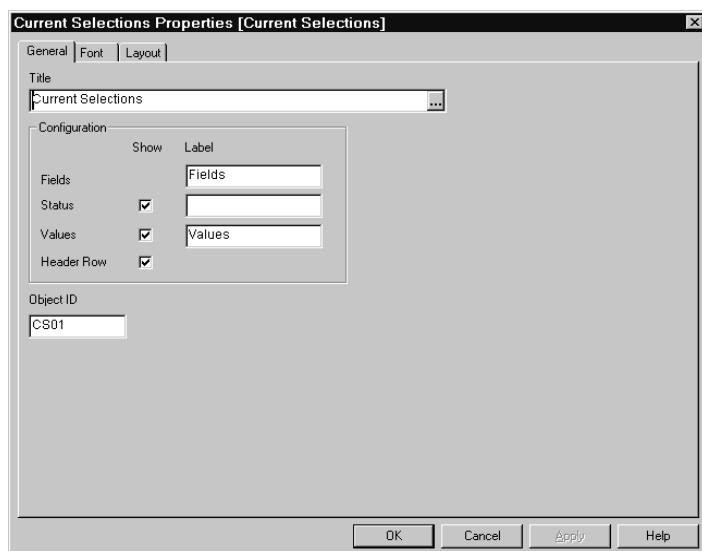 Current Selections Properties [Current Selections]
General Font Layout
Title
Current Selections ...
Configuration
Show Label
Fields Fields
Status
Values Values
Header Row
Object ID
CS01
OK Cancel Apply Help